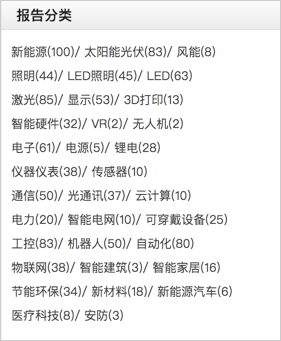 报告分类
新能源(100)/ 太阳能光伏(83)/ 风能(8)
照明(44)/ LED照明(45)/ LED(63)
激光(85)/ 显示(53)/ 3D打印(13)
智能硬件(32)/ VR(2)/ 无人机(2)
电子(61)/ 电源(5)/ 锂电(28)
仪器仪表(38)/ 传感器(10)
通信(50)/ 光通讯(37)/ 云计算(10)
电力(20)/ 智能电网(10)/ 可穿戴设备(25)
工控(83)/ 机器人(50)/ 自动化(80)
物联网(38)/ 智能建筑(3)/ 智能家居(16)
节能环保(34)/ 新材料(18)/ 新能源汽车(6)
医疗科技(8)/ 安防(3)